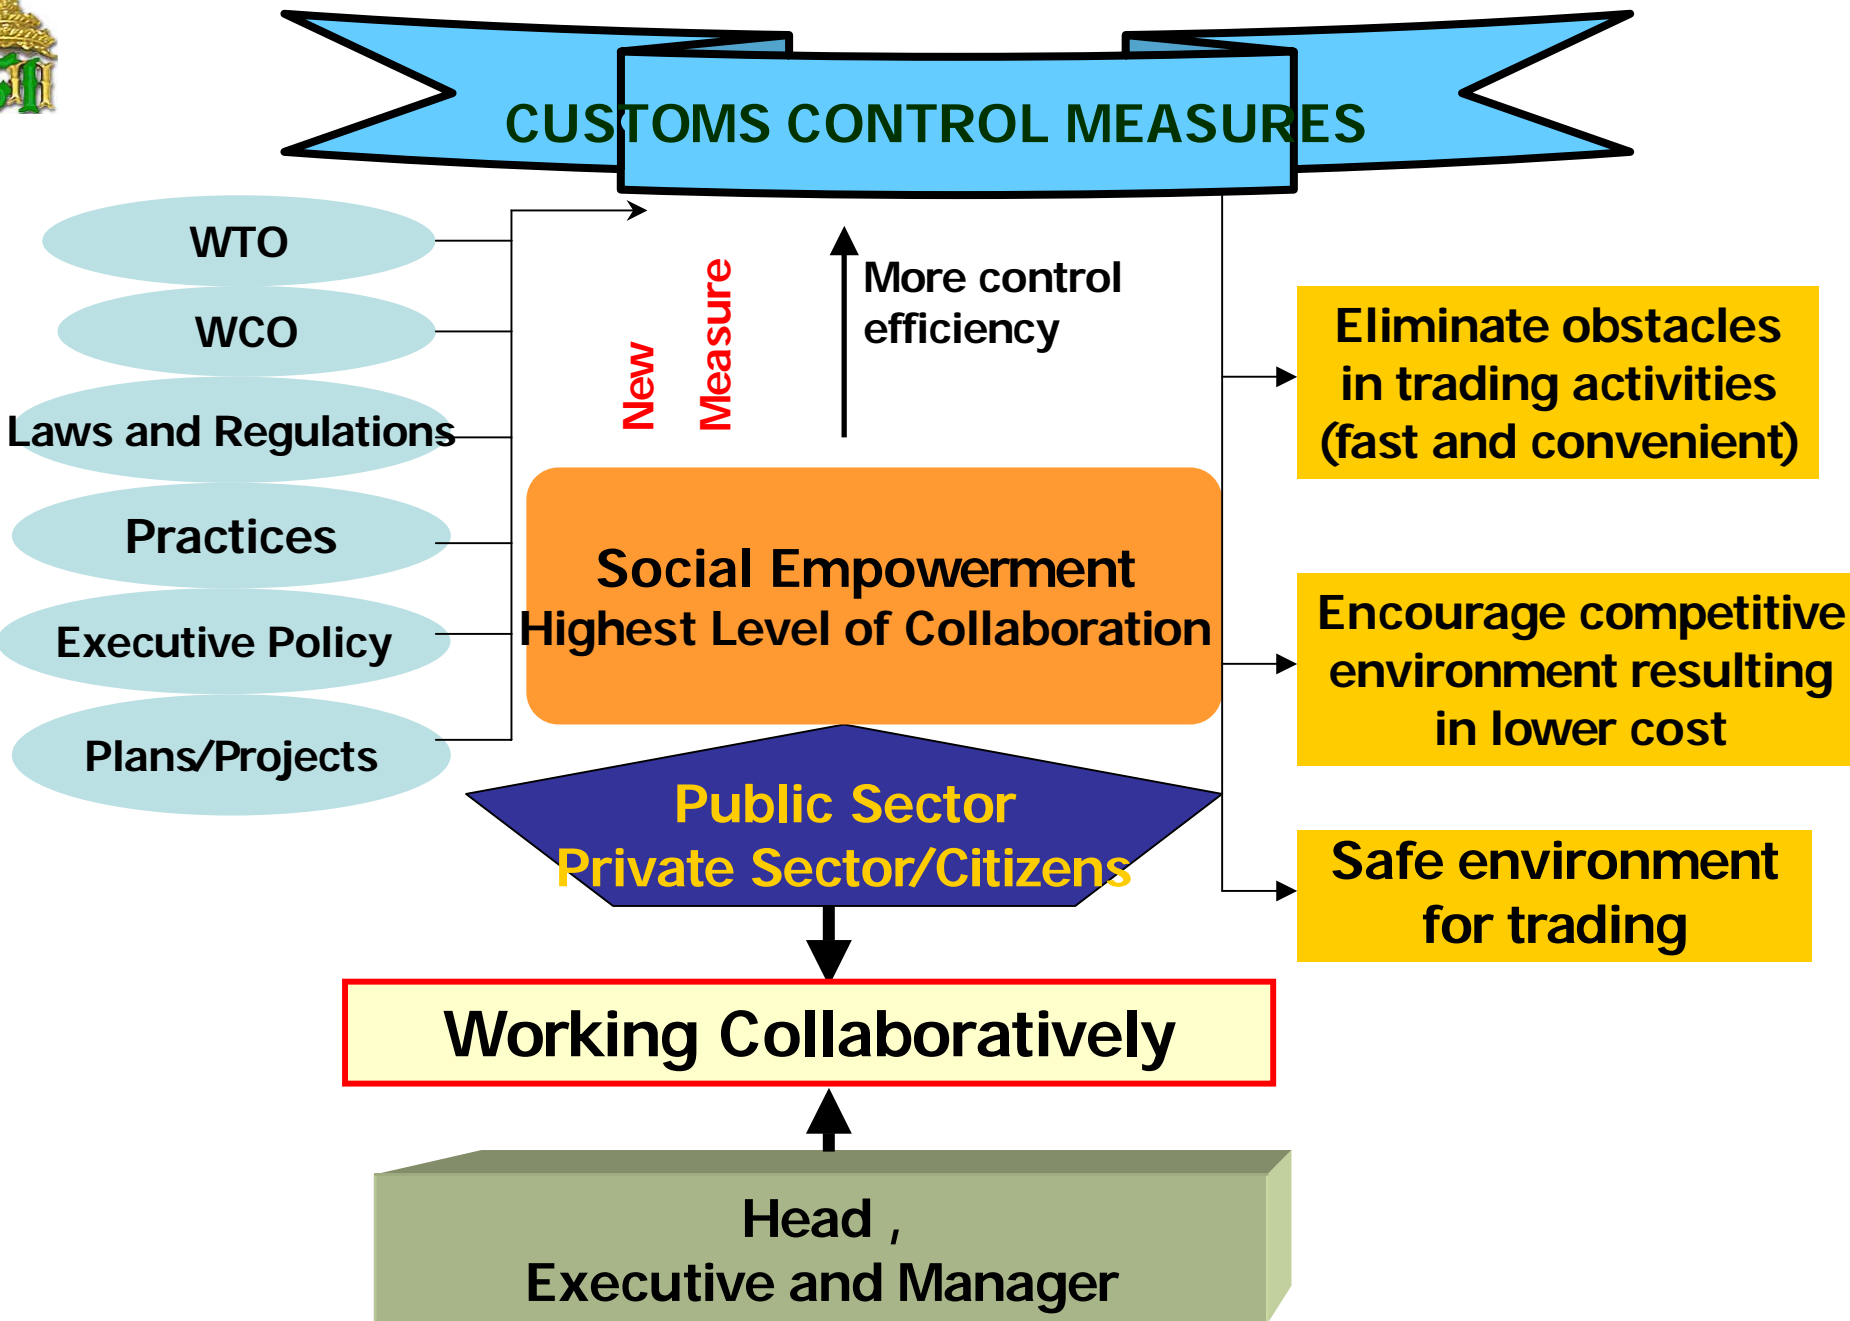 CUSTOMS CONTROL MEASURES
WTO
WCO
Laws and Regulations
Practices
Executive Policy
Plans/Projects
New
Measure
More control
efficiency
Social Empowerment
Highest Level of Collaboration
Public Sector
Private Sector/Citizens
Eliminate obstacles
in trading activities
(fast and convenient)
Encourage competitive
environment resulting
in lower cost
Safe environment
for trading
Working Collaboratively
Head ,
Executive and Manager